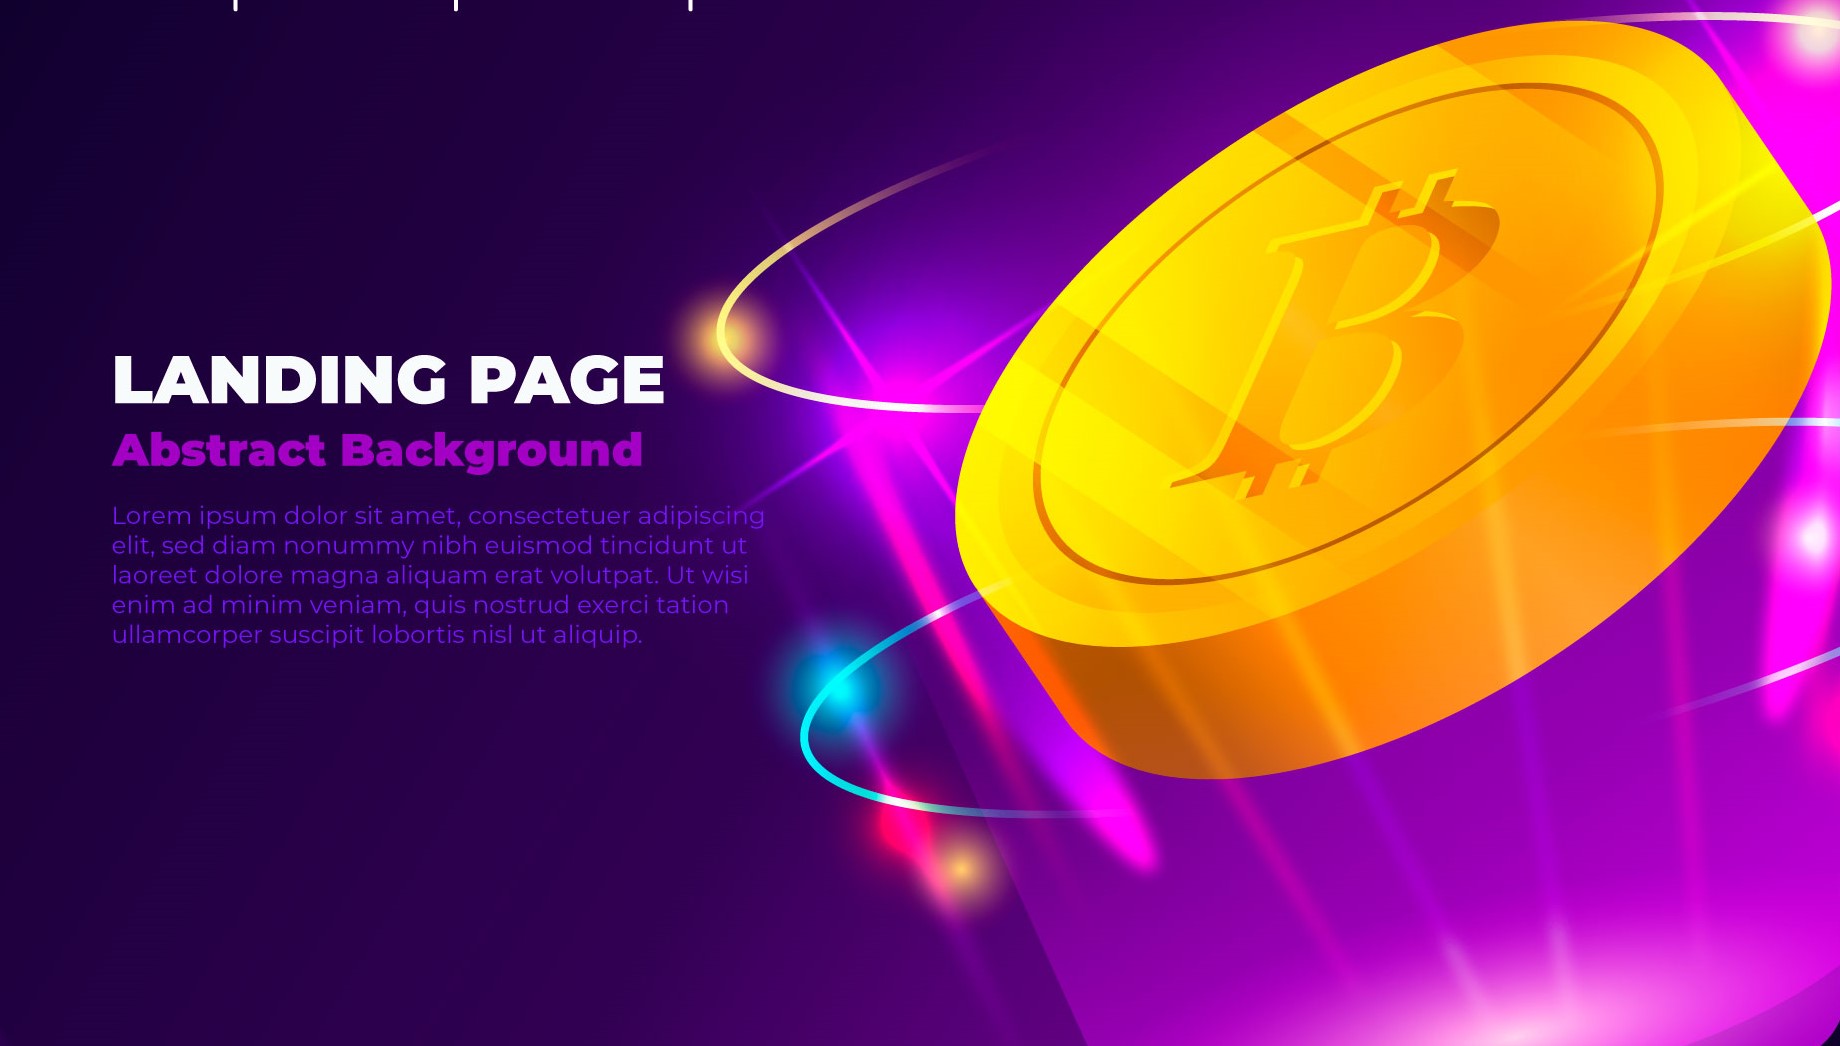 LANDING PAGE
Abstract Background
Lorem ipsum dolor sit amet, consectetuer adipiscing
elit, sed diam nonummy nibh euismod tincidunt ut
laoreet dolore magna aliquam erat volutpat. Ut wisi
enim ad minim veniam, quis nostrud exerci tation
ullamcorper suscipit lobortis nisl ut aliquip.